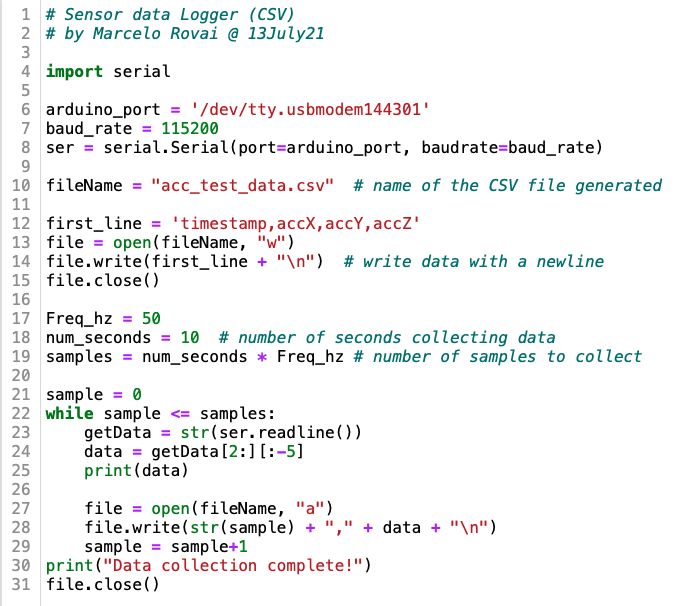 1 # Sensor data Logger (CSV)
2 # by Marcelo Rovai @ 13July21
3
4 import serial
5
6 arduino_port = '/dev/tty.usbmodem144301'
7 baud_rate = 115200
8 ser = serial.Serial(port=arduino_port, baudrate=baud_rate)
9
10 fileName = "acc_test_data.csv"  # name of the CSV file generated
11
12 first_line = 'timestamp,accX,accY,accZ'
13 file = open(fileName, "w")
14 file.write(first_line + "\n")  # write data with a newline
15 file.close()
16
17 Freq_hz = 50
18 num_seconds = 10  # number of seconds collecting data
19 samples = num_seconds * Freq_hz # number of samples to collect
20
21 sample = 0
22 while sample <= samples:
23     getData = str(ser.readline())
24     data = getData[2:][:-5]
25     print(data)
26
27     file = open(fileName, "a")
28     file.write(str(sample) + "," + data + "\n")
29     sample = sample+1
30 print("Data collection complete!")
31 file.close()